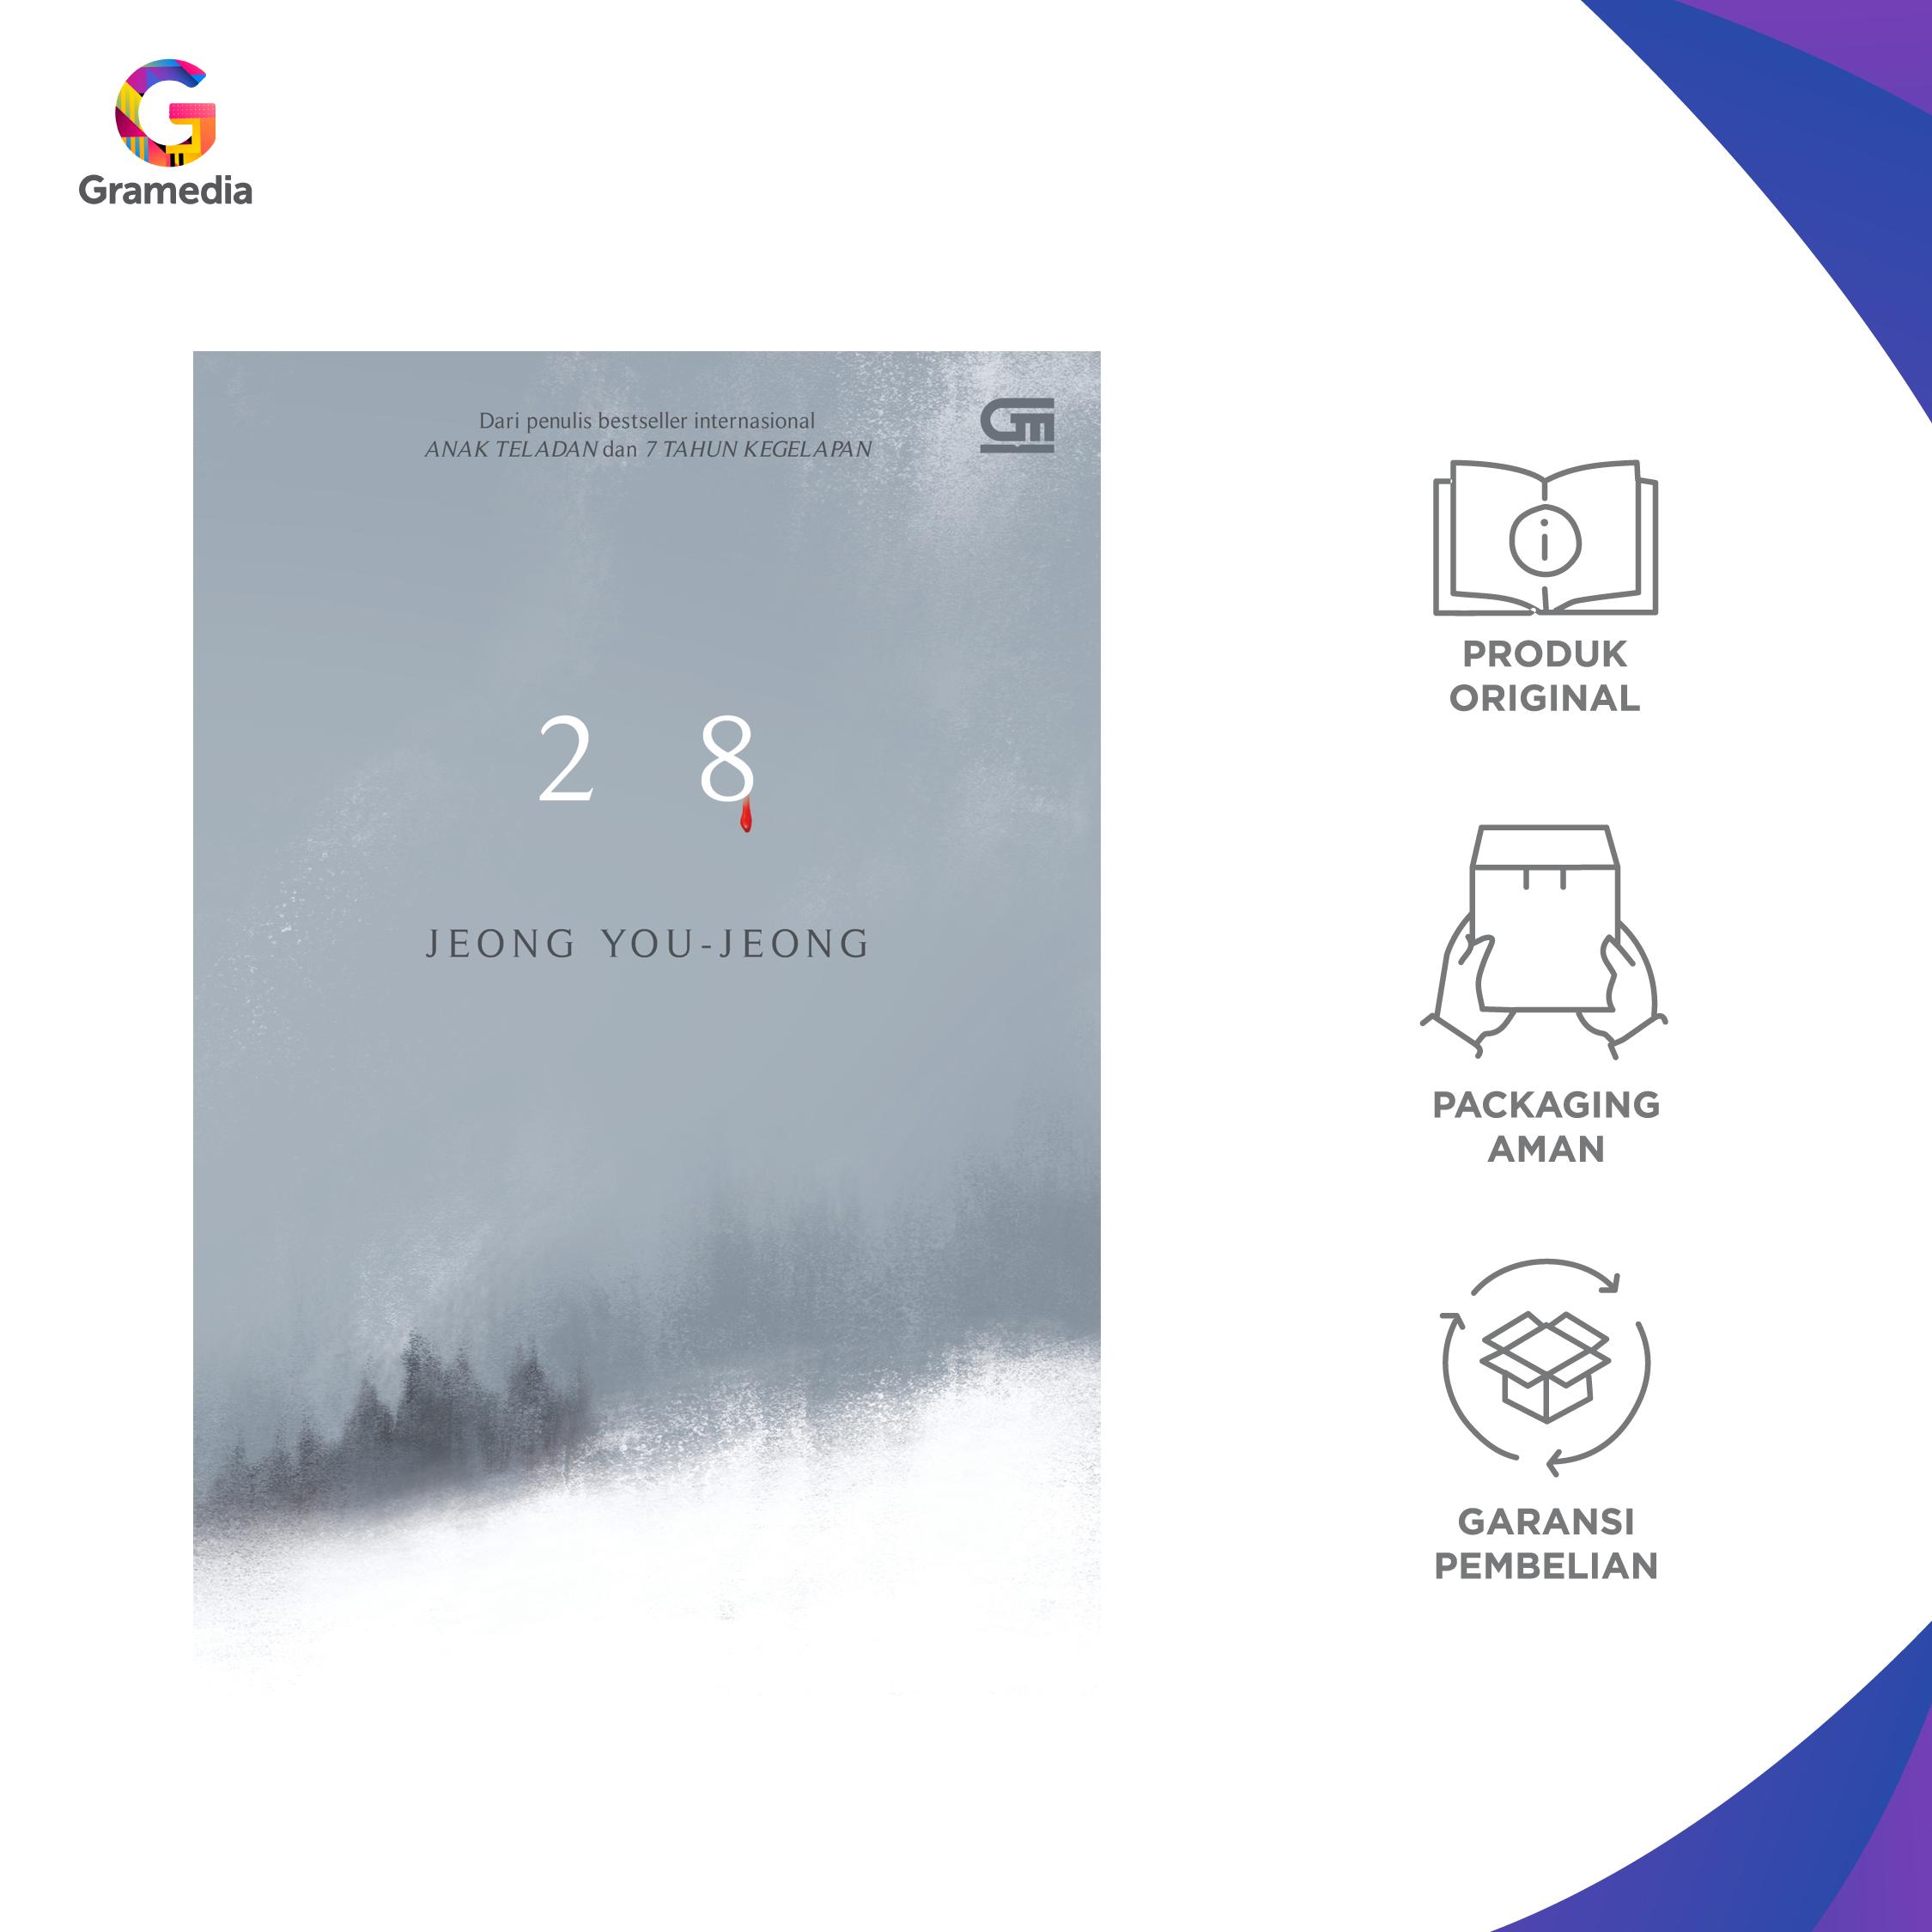 Gramedia
Dari penulis bestseller internasional
ANAK TELADAN dan 7 TAHUN KEGELAPAN
GM
2 8
JEONG YOU-JEONG
i
PRODUK
ORIGINAL
PACKAGING
AMAN
GARANSI
PEMBELIAN